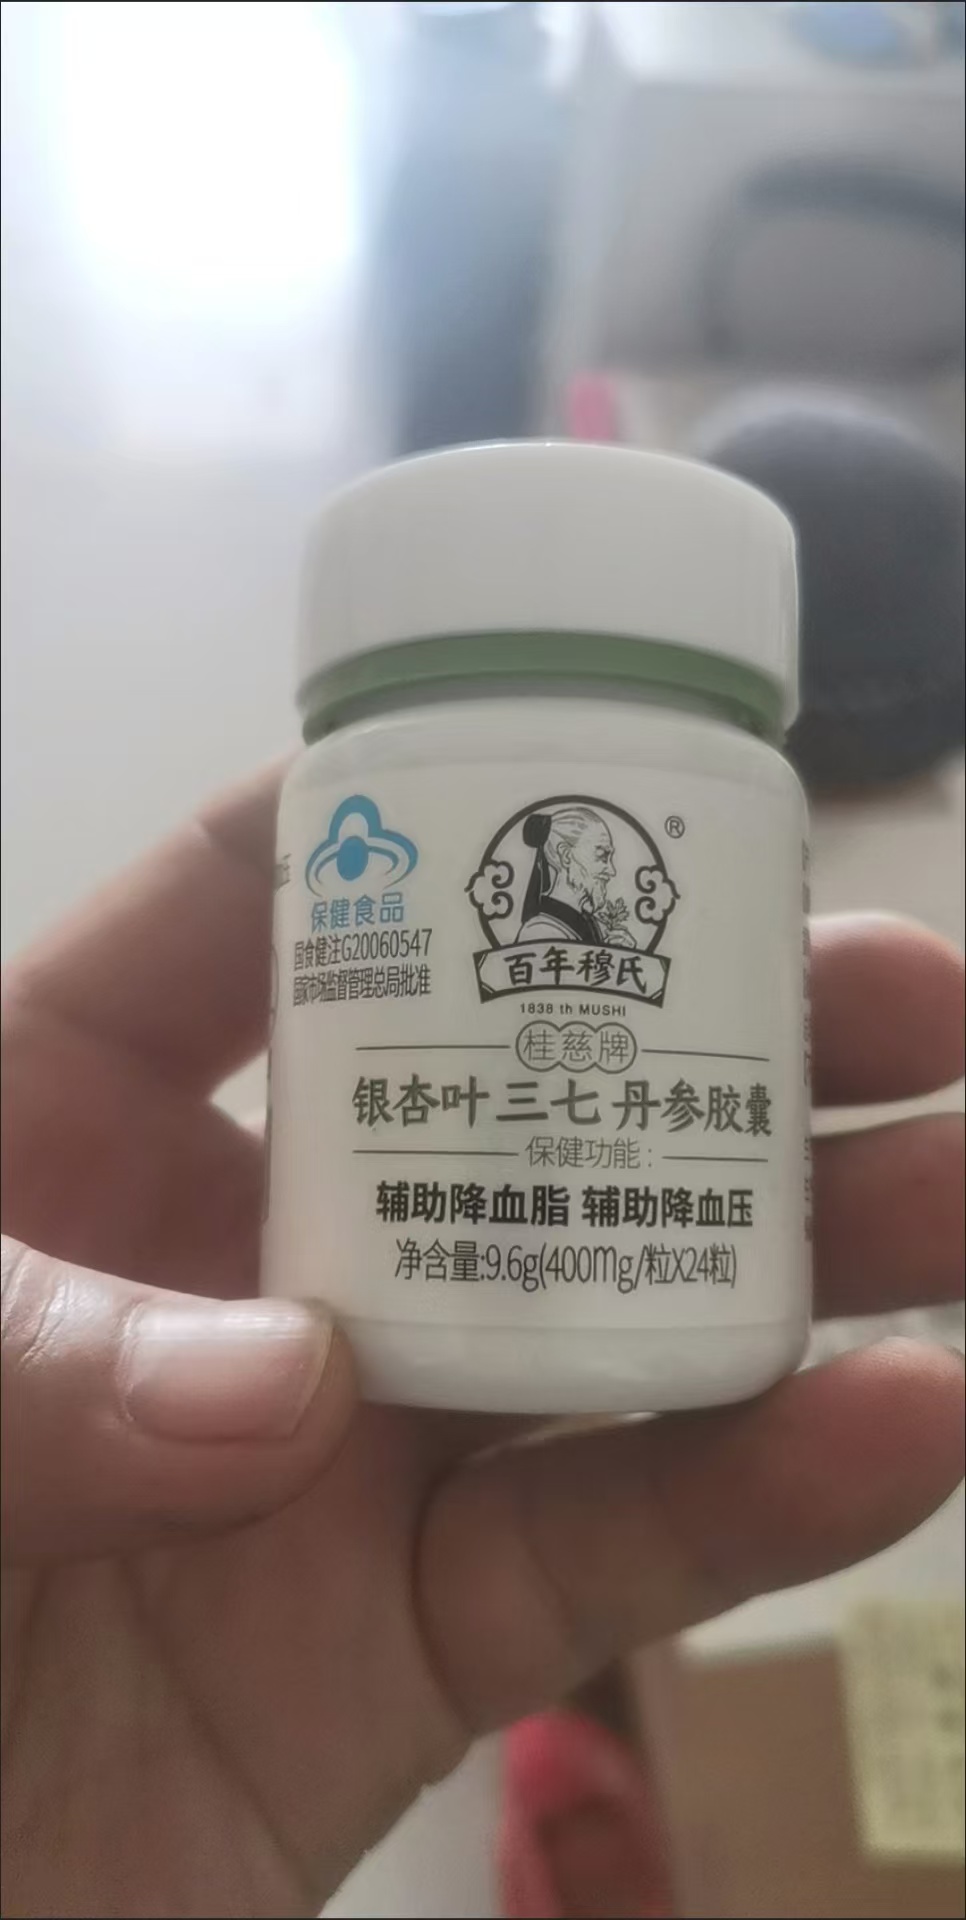 保健食品
国食健注G20060547
国家市场监督管理总局批准
®
百年穆氏
1838 th MUSHI
桂慈牌
银杏叶三七丹参胶囊
保健功能:
辅助降血脂 辅助降血压
净含量:9.6g(400mg/粒X24粒)